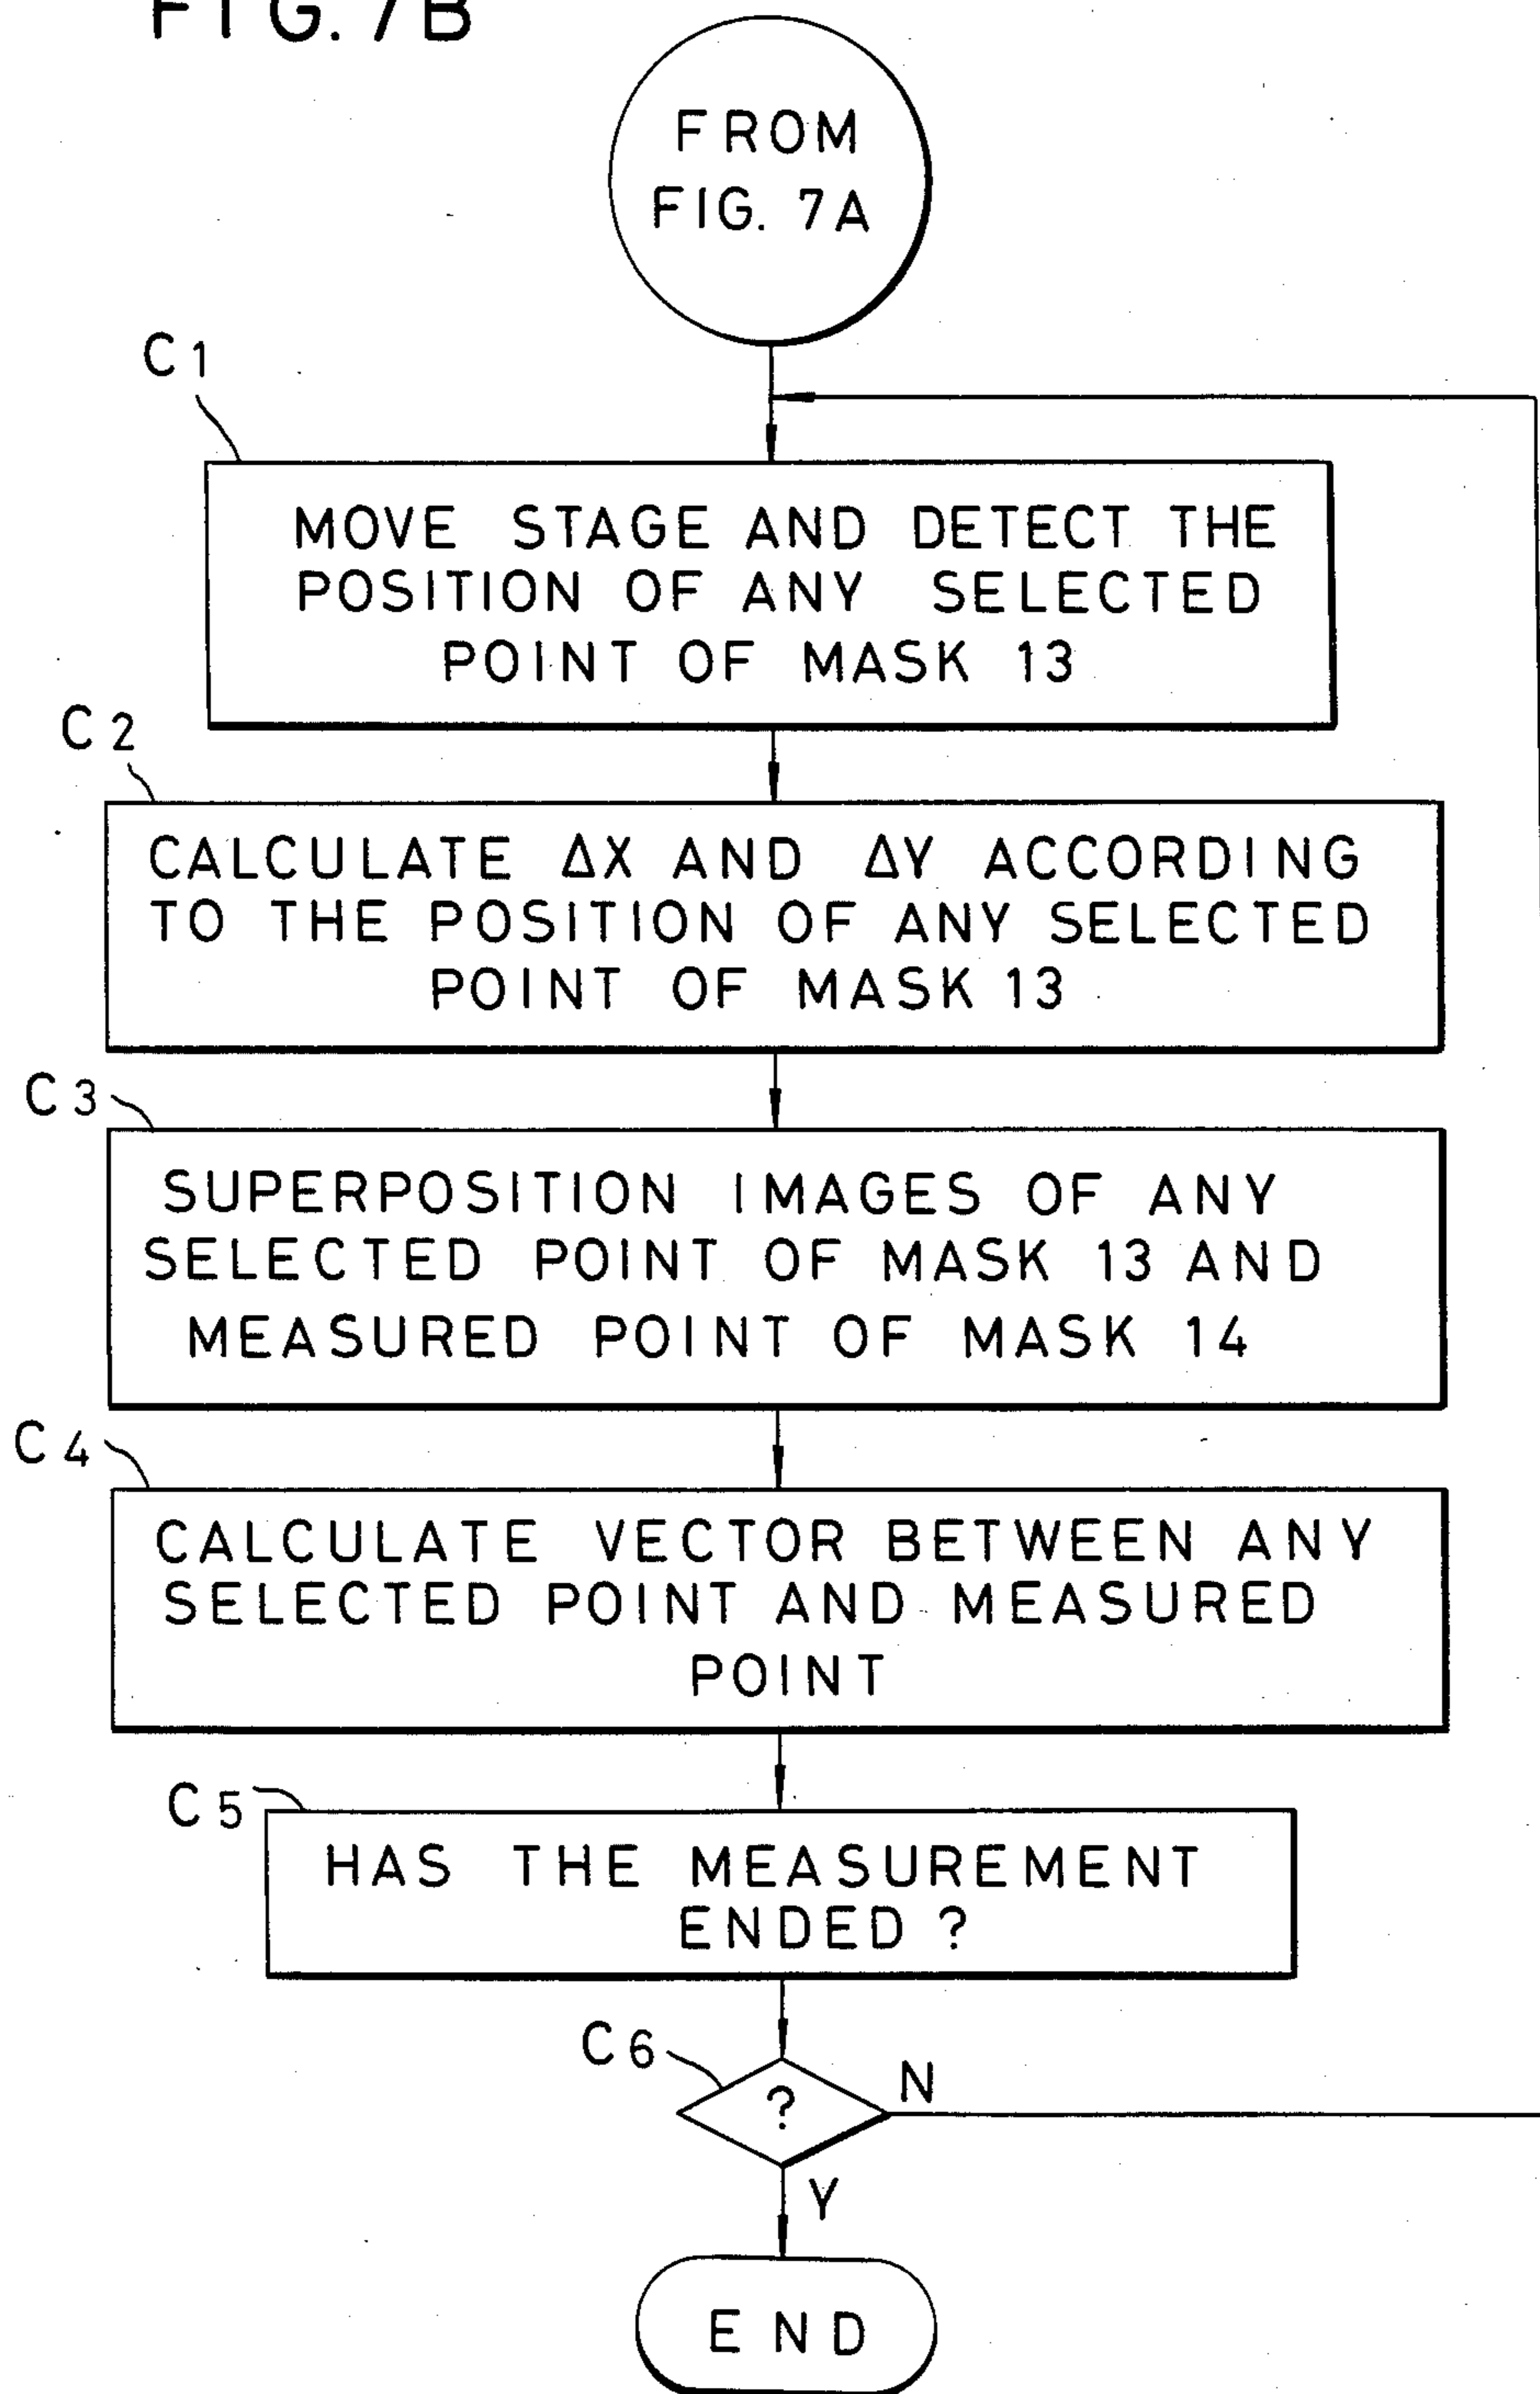 FIG. 7B
FROM
FIG. 7A
C1
MOVE STAGE AND DETECT THE
POSITION OF ANY SELECTED
POINT OF MASK 13
C2
CALCULATE ΔX AND ΔY ACCORDING
TO THE POSITION OF ANY SELECTED
POINT OF MASK 13
C3
SUPERPOSITION IMAGES OF ANY
SELECTED POINT OF MASK 13 AND
MEASURED POINT OF MASK 14
C4
CALCULATE VECTOR BETWEEN ANY
SELECTED POINT AND MEASURED
POINT
C5
HAS THE MEASUREMENT
ENDED ?
C6
?
N
Y
END